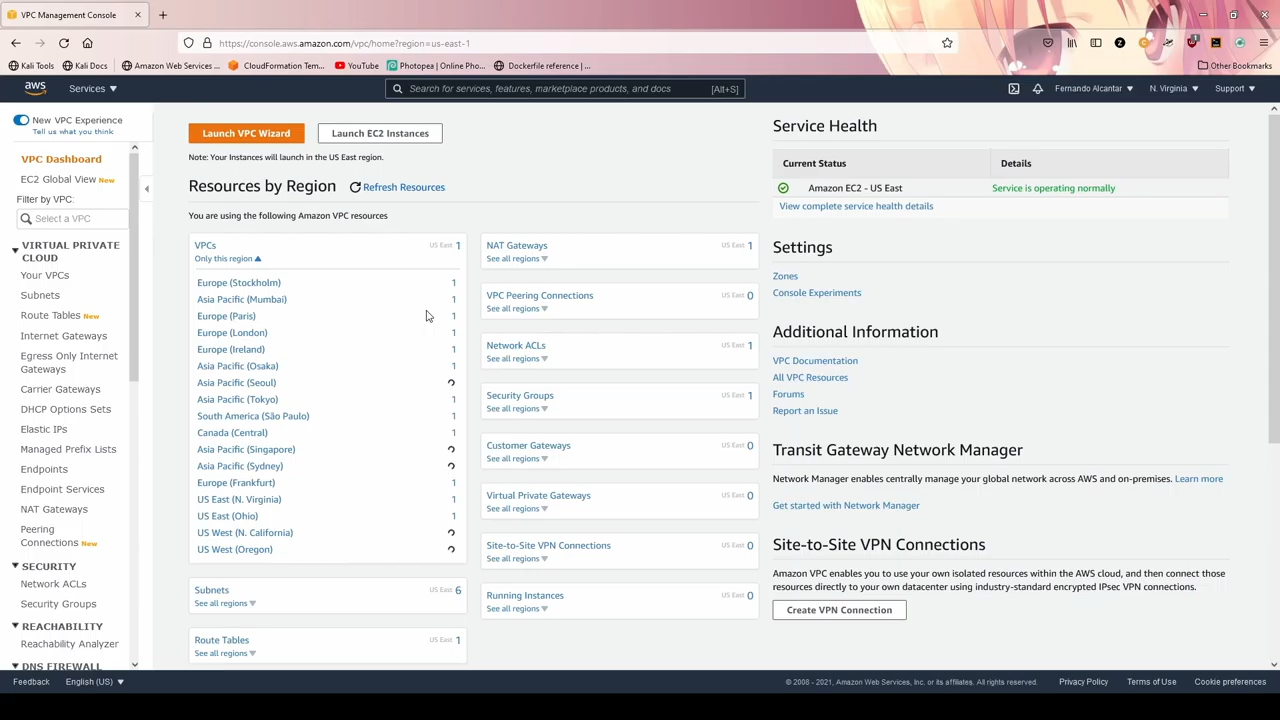 VPC Management Console
https://console.aws.amazon.com/vpc/home?region=us-east-1
Kali Tools
Kali Docs
Amazon Web Services ...
CloudFormation Tem...
YouTube
Photopea | Online Pho...
Dockerfile reference | ...
Other Bookmarks
aws
Services
Search for services, features, marketplace products, and docs
[Alt+S]
Fernando Alcantar
N. Virginia
Support
New VPC Experience
Tell us what you think
VPC Dashboard
EC2 Global View New
Filter by VPC:
Select a VPC
VIRTUAL PRIVATE
CLOUD
Your VPCs
Subnets
Route Tables New
Internet Gateways
Egress Only Internet
Gateways
Carrier Gateways
DHCP Options Sets
Elastic IPs
Managed Prefix Lists
Endpoints
Endpoint Services
NAT Gateways
Peering
Connections New
SECURITY
Network ACLs
Security Groups
REACHABILITY
Reachability Analyzer
DNS FIREWALL
Launch VPC Wizard
Launch EC2 Instances
Note: Your Instances will launch in the US East region.
Resources by Region
Refresh Resources
You are using the following Amazon VPC resources
VPCs US East 1
Only this region
Europe (Stockholm) 1
Asia Pacific (Mumbai) 1
Europe (Paris) 1
Europe (London) 1
Europe (Ireland) 1
Asia Pacific (Osaka) 1
Asia Pacific (Seoul)
Asia Pacific (Tokyo) 1
South America (São Paulo) 1
Canada (Central) 1
Asia Pacific (Singapore)
Asia Pacific (Sydney)
Europe (Frankfurt) 1
US East (N. Virginia) 1
US East (Ohio) 1
US West (N. California)
US West (Oregon)
Subnets US East 6
See all regions
Route Tables US East 1
See all regions
NAT Gateways US East 1
See all regions
VPC Peering Connections US East 0
See all regions
Network ACLs US East 1
See all regions
Security Groups US East 1
See all regions
Customer Gateways US East 0
See all regions
Virtual Private Gateways US East 0
See all regions
Site-to-Site VPN Connections US East 0
See all regions
Running Instances US East 0
See all regions
Service Health
Current Status Details
Amazon EC2 - US East Service is operating normally
View complete service health details
Settings
Zones
Console Experiments
Additional Information
VPC Documentation
All VPC Resources
Forums
Report an Issue
Transit Gateway Network Manager
Network Manager enables centrally manage your global network across AWS and on-premises. Learn more
Get started with Network Manager
Site-to-Site VPN Connections
Amazon VPC enables you to use your own isolated resources within the AWS cloud, and then connect those
resources directly to your own datacenter using industry-standard encrypted IPsec VPN connections.
Create VPN Connection
Feedback
English (US)
© 2008 - 2021, Amazon Web Services, Inc. or its affiliates. All rights reserved.
Privacy Policy
Terms of Use
Cookie preferences